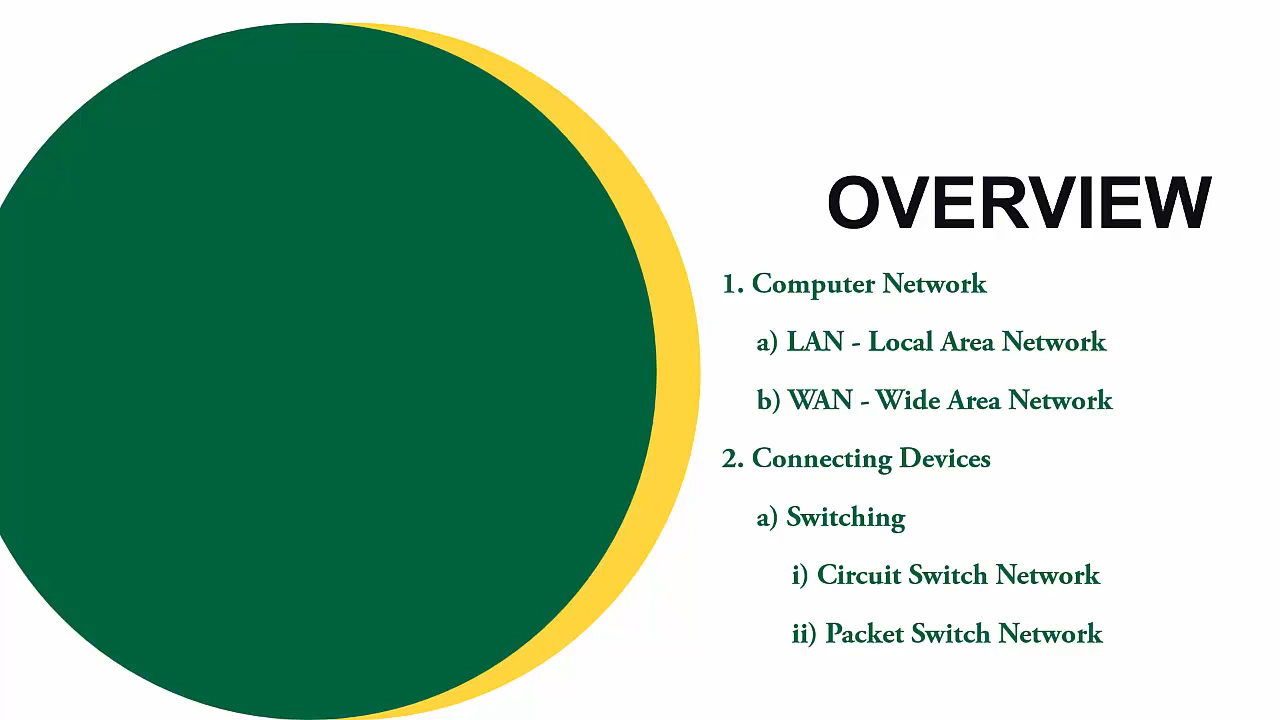 OVERVIEW
1. Computer Network
a) LAN - Local Area Network
b) WAN - Wide Area Network
2. Connecting Devices
a) Switching
i) Circuit Switch Network
ii) Packet Switch Network